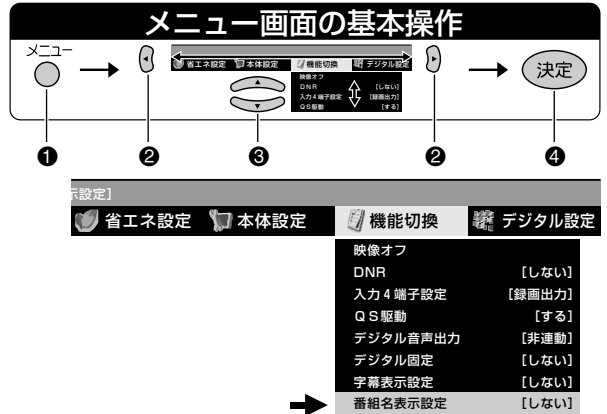 メニュー画面の基本操作
メニュー
省エネ設定 本体設定 機能切換 デジタル設定
映像オフ
DNR [しない]
入力4端子設定 [録画出力]
QS駆動 [する]
決定
❶ ❷ ❸ ❷ ❹
示設定]
省エネ設定 本体設定 機能切換 デジタル設定
映像オフ
DNR [しない]
入力4端子設定 [録画出力]
QS駆動 [する]
デジタル音声出力 [非連動]
デジタル固定 [しない]
字幕表示設定 [しない]
番組名表示設定 [しない]